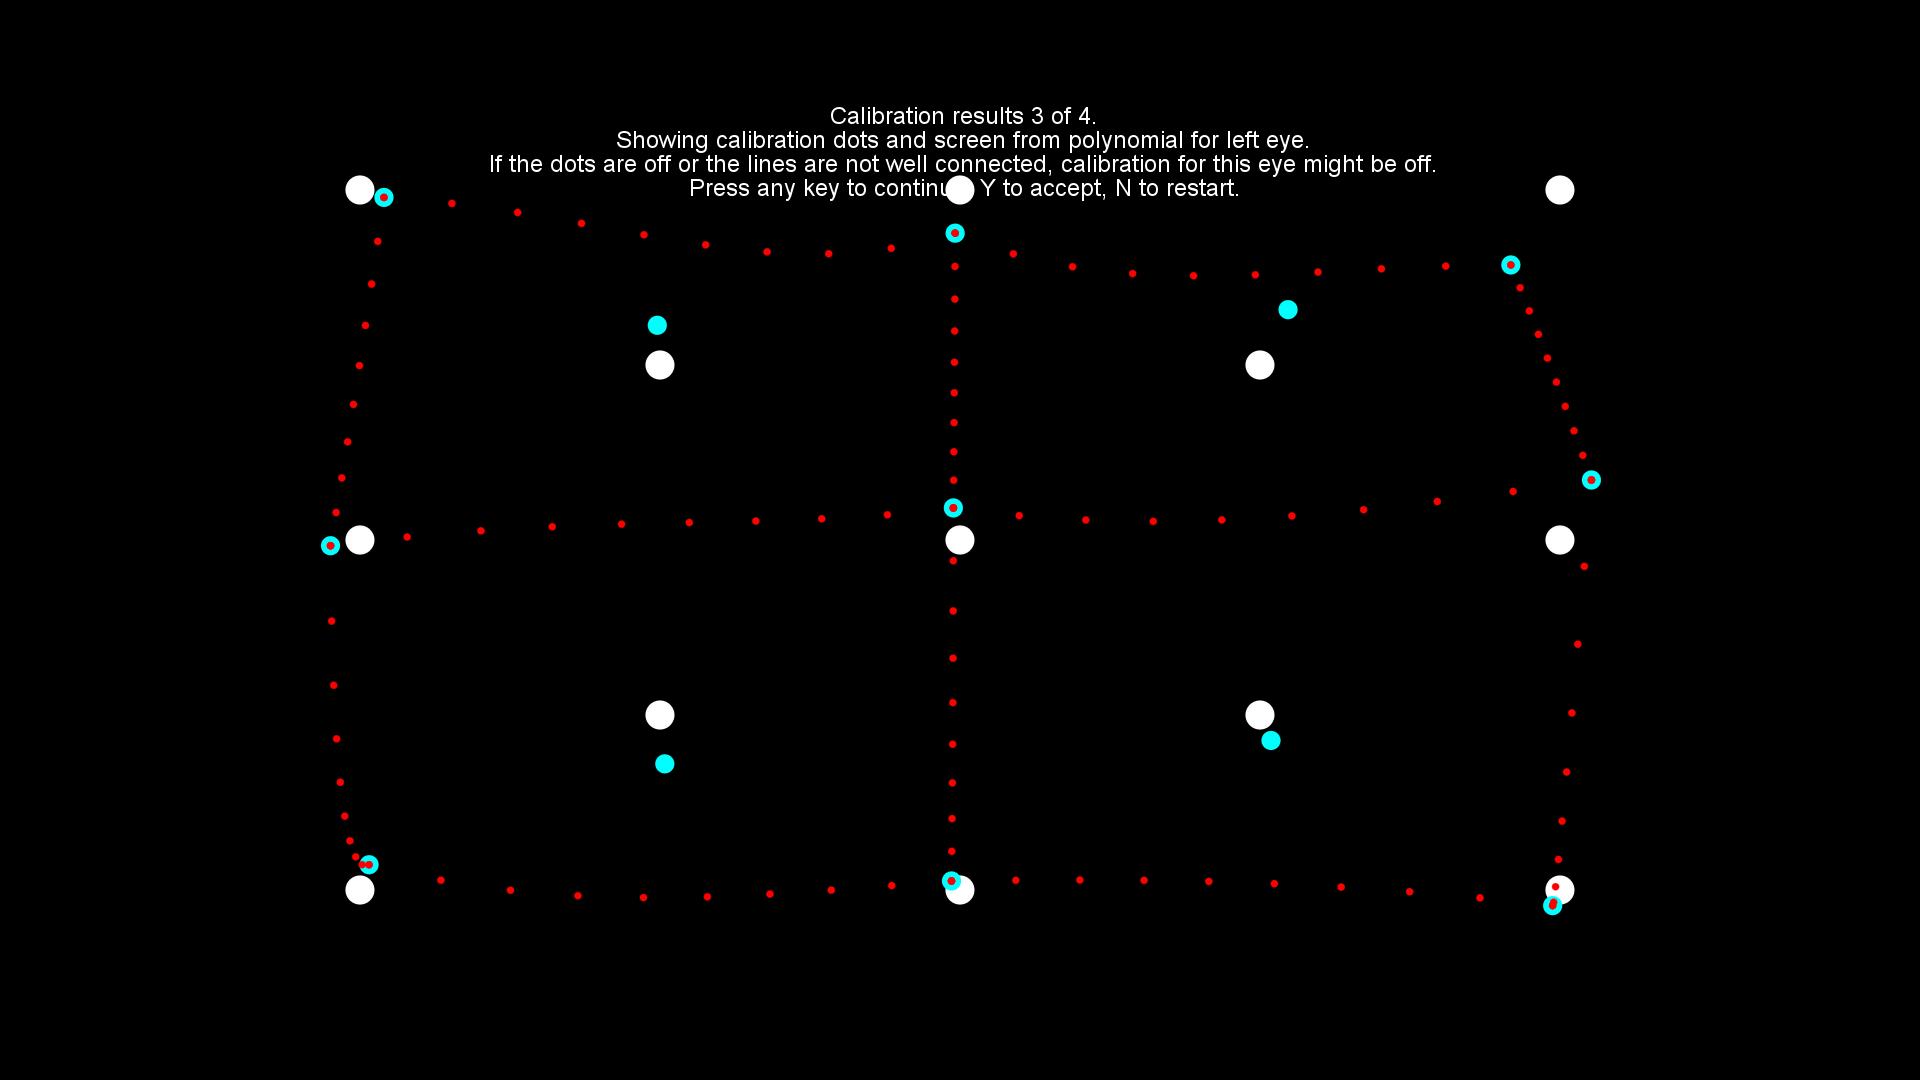 Calibration results 3 of 4.
Showing calibration dots and screen from polynomial for left eye.
If the dots are off or the lines are not well connected, calibration for this eye might be off.
Press any key to continu Y to accept, N to restart.